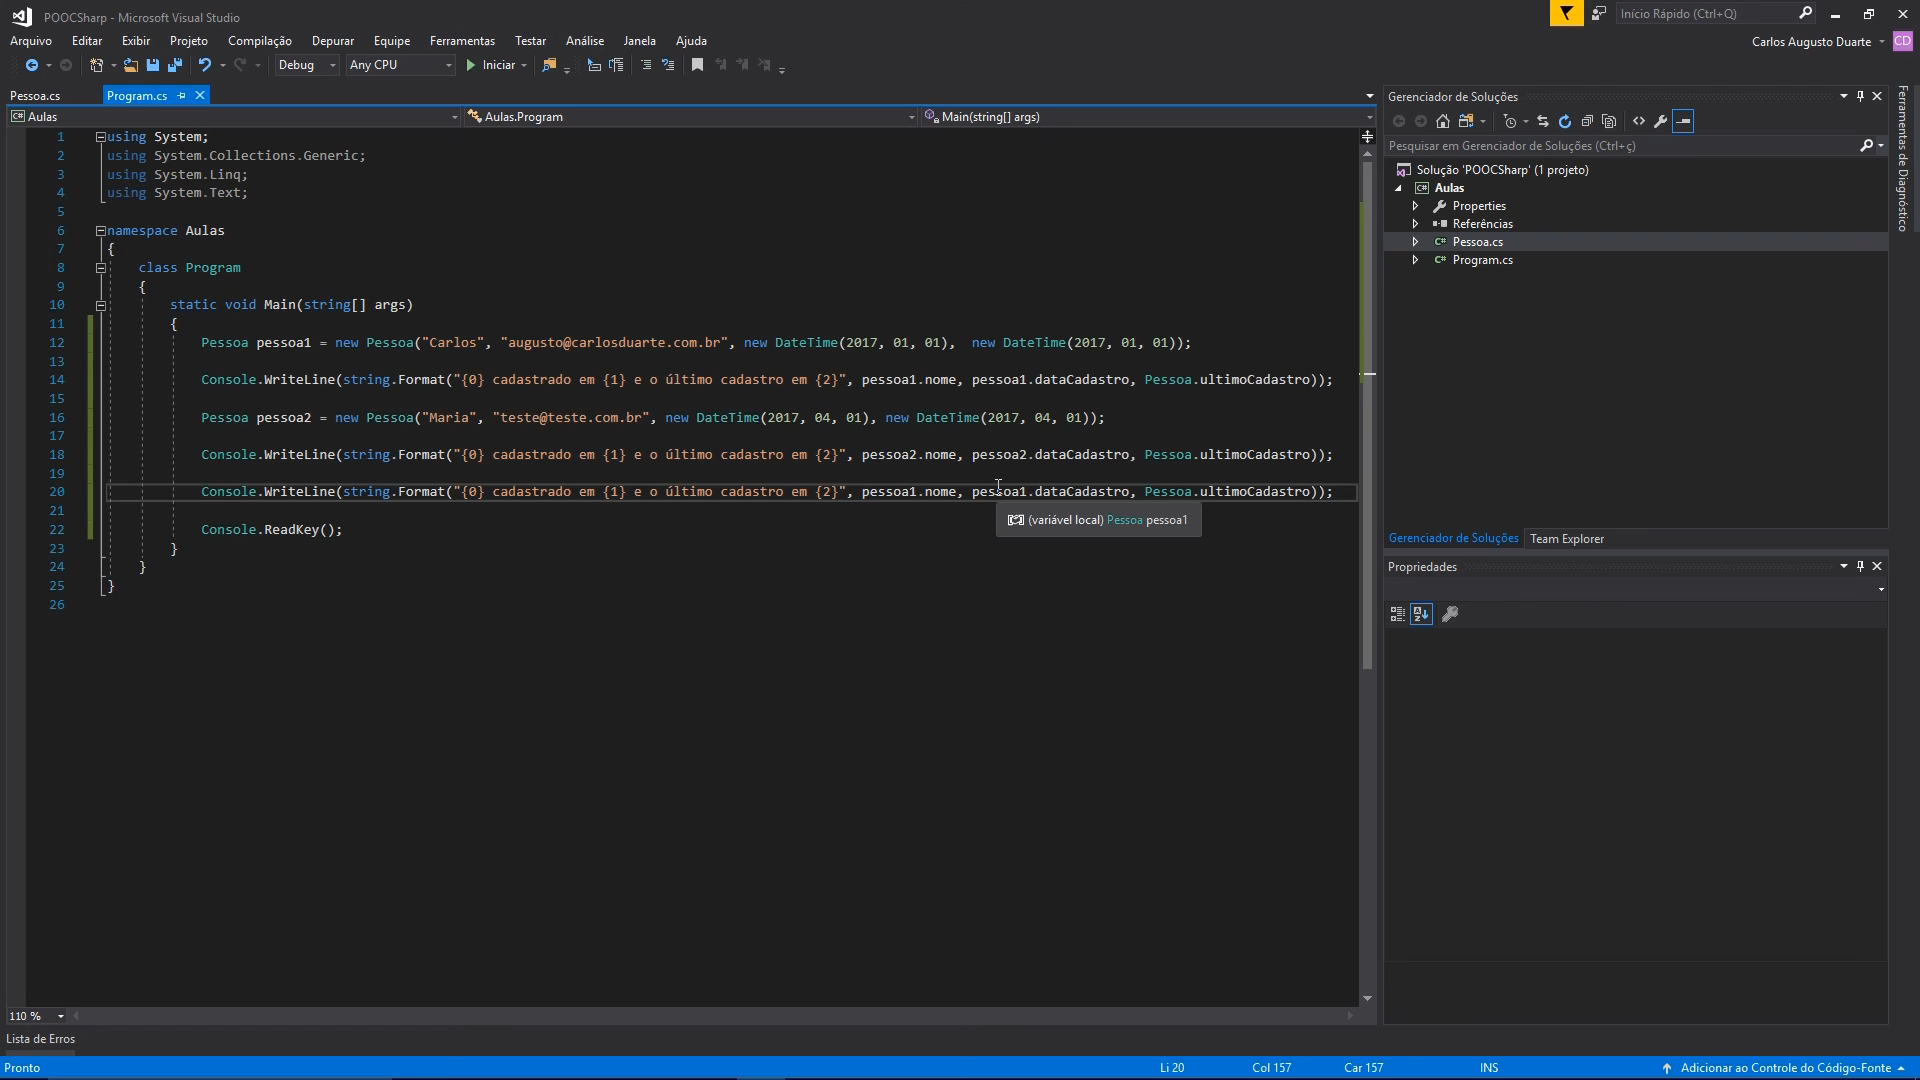 POOCSharp - Microsoft Visual Studio
Início Rápido (Ctrl+Q)
Arquivo Editar Exibir Projeto Compilação Depurar Equipe Ferramentas Testar Análise Janela Ajuda
Carlos Augusto Duarte CD
Debug Any CPU Iniciar
Pessoa.cs Program.cs
Aulas Aulas.Program Main(string[] args)
1 using System;
2 using System.Collections.Generic;
3 using System.Linq;
4 using System.Text;
5
6 namespace Aulas
7 {
8 class Program
9 {
10 static void Main(string[] args)
11 {
12 Pessoa pessoa1 = new Pessoa("Carlos", "augusto@carlosduarte.com.br", new DateTime(2017, 01, 01),  new DateTime(2017, 01, 01));
13
14 Console.WriteLine(string.Format("{0} cadastrado em {1} e o último cadastro em {2}", pessoa1.nome, pessoa1.dataCadastro, Pessoa.ultimoCadastro));
15
16 Pessoa pessoa2 = new Pessoa("Maria", "teste@teste.com.br", new DateTime(2017, 04, 01), new DateTime(2017, 04, 01));
17
18 Console.WriteLine(string.Format("{0} cadastrado em {1} e o último cadastro em {2}", pessoa2.nome, pessoa2.dataCadastro, Pessoa.ultimoCadastro));
19
20 Console.WriteLine(string.Format("{0} cadastrado em {1} e o último cadastro em {2}", pessoa1.nome, pessoa1.dataCadastro, Pessoa.ultimoCadastro));
21
(variável local) Pessoa pessoa1
22 Console.ReadKey();
23 }
24 }
25 }
26
110 %
Gerenciador de Soluções
Pesquisar em Gerenciador de Soluções (Ctrl+ç)
Solução 'POOCSharp' (1 projeto)
C# Aulas
Properties
Referências
C# Pessoa.cs
C# Program.cs
Gerenciador de Soluções Team Explorer
Propriedades
Ferramentas de Diagnóstico
Lista de Erros
Pronto Li 20 Col 157 Car 157 INS Adicionar ao Controle do Código-Fonte